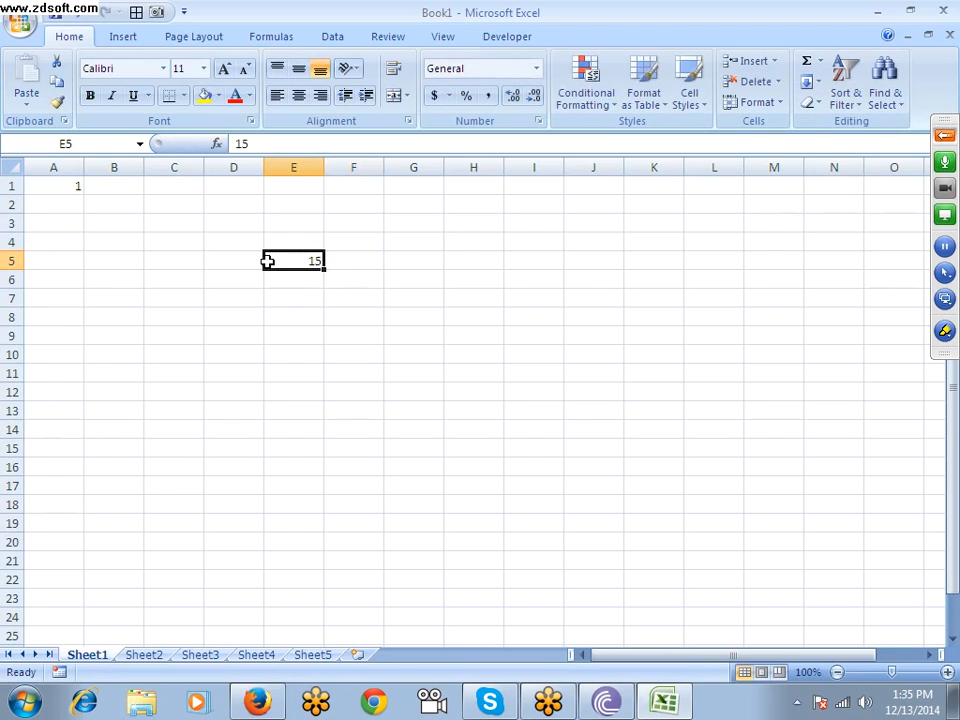 www.zdsoft.com
Book1 - Microsoft Excel
Home Insert Page Layout Formulas Data Review View Developer
Calibri 11 A A General Insert Σ
Paste B I U A $ % , .0 .00 .00 .0 Conditional Formatting Format as Table Cell Styles Delete Sort & Filter Find & Select
Format
Clipboard Font Alignment Number Styles Cells Editing
E5 fx 15
A B C D E F G H I J K L M N O
1 1
2
3
4
5 15
6
7
8
9
10
11
12
13
14
15
16
17
18
19
20
21
22
23
24
25
Sheet1 Sheet2 Sheet3 Sheet4 Sheet5
Ready 100%
1:35 PM
12/13/2014